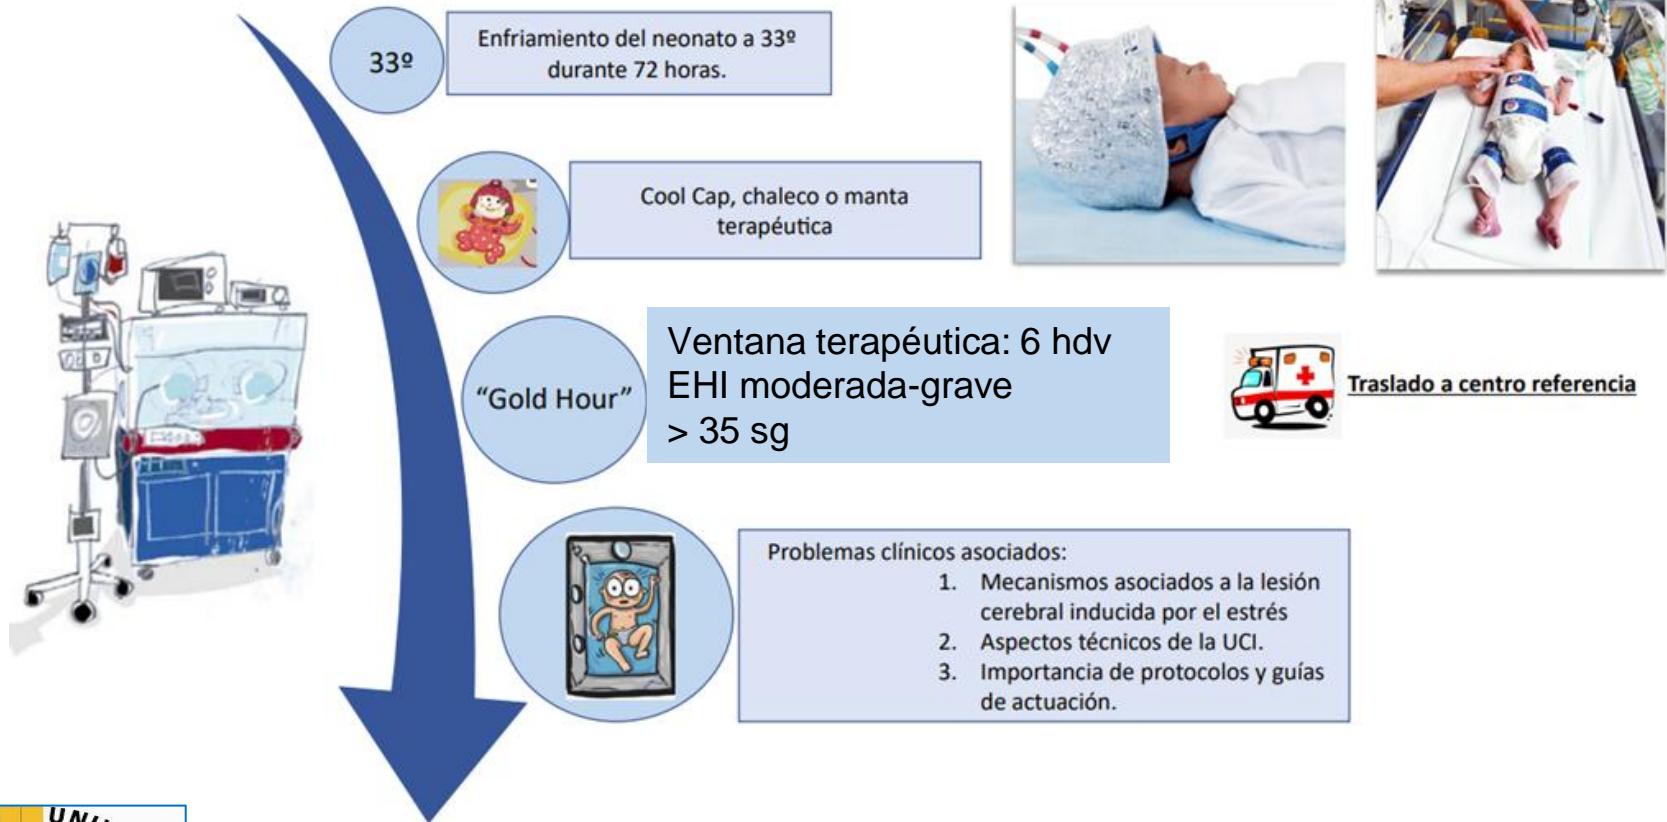 33º
Enfriamiento del neonato a 33º
durante 72 horas.
Cool Cap, chaleco o manta
terapéutica
“Gold Hour”
Ventana terapéutica: 6 hdv
EHI moderada-grave
> 35 sg
Traslado a centro referencia
Problemas clínicos asociados:
1. Mecanismos asociados a la lesión
cerebral inducida por el estrés
2. Aspectos técnicos de la UCI.
3. Importancia de protocolos y guías
de actuación.